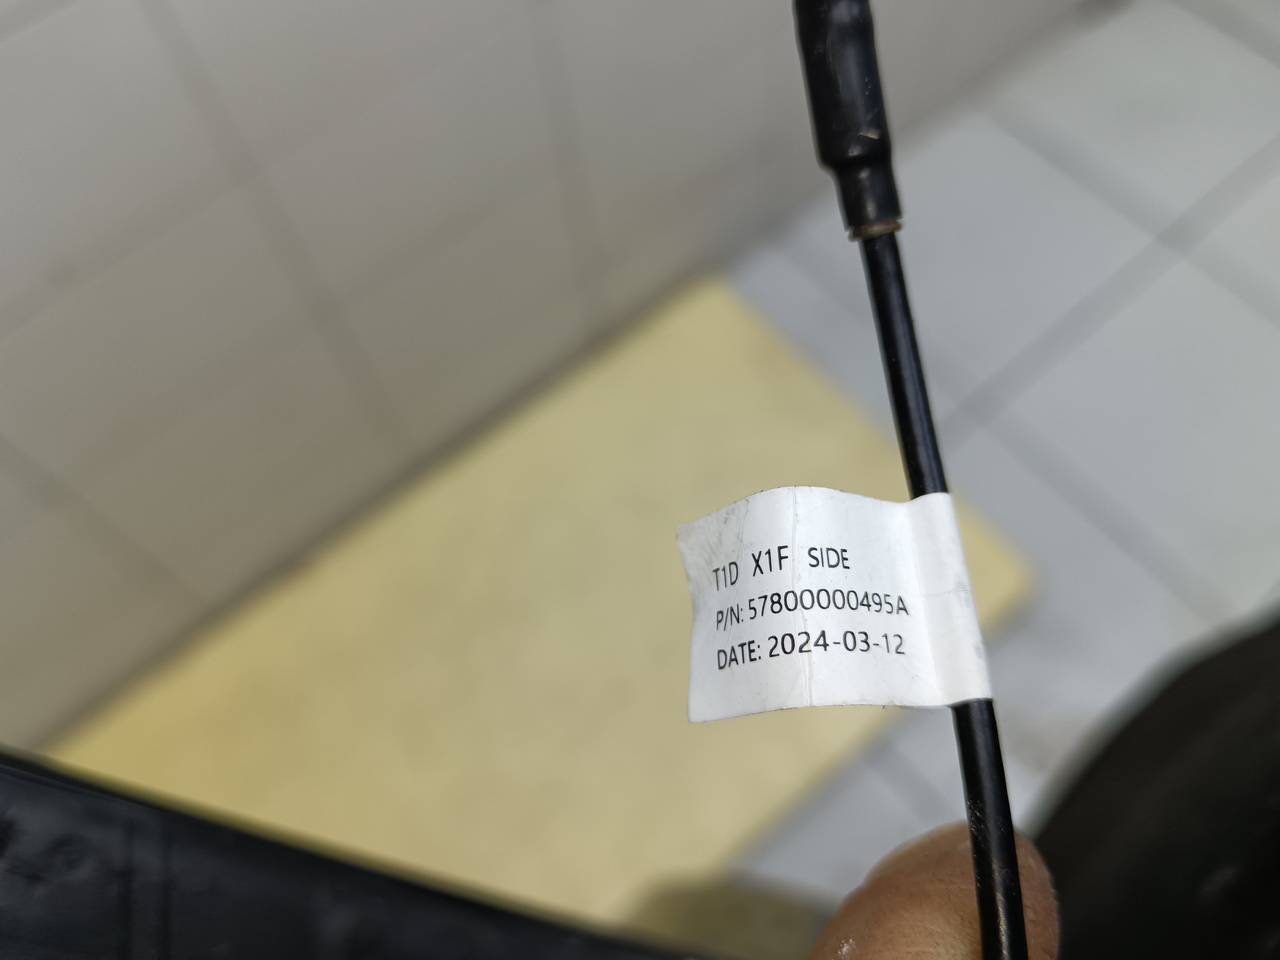 T1D X1F SIDE
P/N: 57800000495A
DATE: 2024-03-12